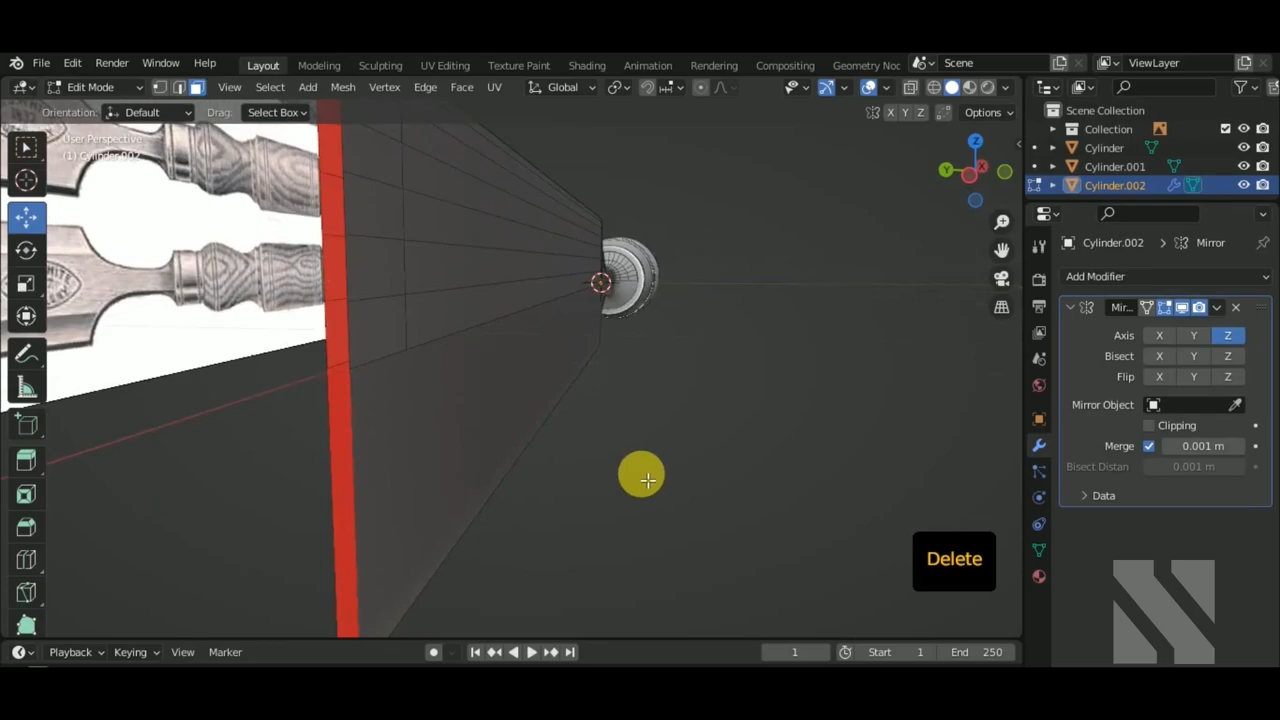 File Edit Render Window Help Layout Modeling Sculpting UV Editing Texture Paint Shading Animation Rendering Compositing Geometry Noc Scene ViewLayer
Edit Mode View Select Add Mesh Vertex Edge Face UV Global
Orientation: Default Drag: Select Box X Y Z Options
User Perspective
(1) Cylinder.002
Z
Y
X
Scene Collection
Collection
Cylinder
Cylinder.001
Cylinder.002
Cylinder.002 Mirror
Add Modifier
Mir...
Axis X Y Z
Bisect X Y Z
Flip X Y Z
Mirror Object
Clipping
Merge 0.001 m
Bisect Distan 0.001 m
Data
Delete
Playback Keying View Marker 1 Start 1 End 250